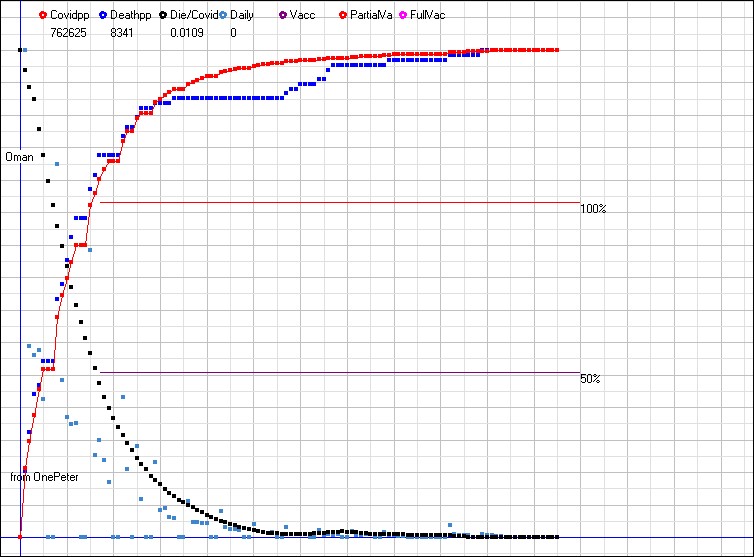 Covidpp Deathpp Die/Covid Daily Vacc PartialVa FullVac
762625 8341 0.0109 0
Oman
100%
50%
from OnePeter